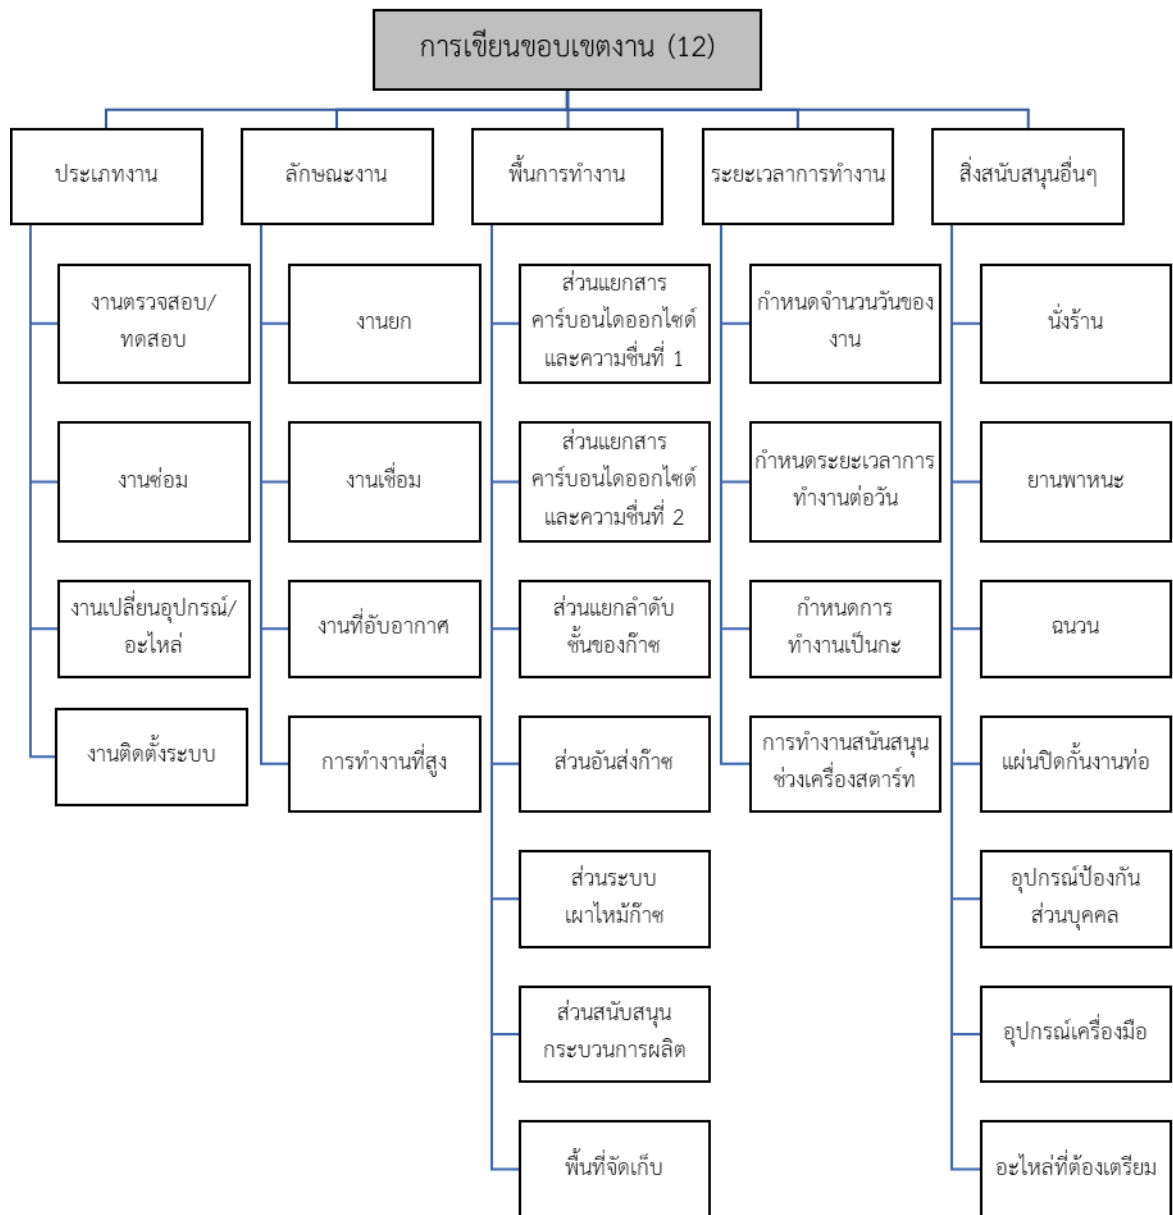 การเขียนขอบเขตงาน (12)
ประเภทงาน
งานตรวจสอบ/
ทดสอบ
งานซ่อม
งานเปลี่ยนอุปกรณ์/
อะไหล่
งานติดตั้งระบบ
ลักษณะงาน
งานยก
งานเชื่อม
งานที่อับอากาศ
การทำงานที่สูง
พื้นการทำงาน
ส่วนแยกสาร
คาร์บอนไดออกไซด์
และความชื่นที่ 1
ส่วนแยกสาร
คาร์บอนไดออกไซด์
และความชื่นที่ 2
ส่วนแยกลำดับ
ชั้นของก๊าซ
ส่วนอันส่งก๊าซ
ส่วนระบบ
เผาไหม้ก๊าซ
ส่วนสนับสนุน
กระบวนการผลิต
พื้นที่จัดเก็บ
ระยะเวลาการทำงาน
กำหนดจำนวนวันของ
งาน
กำหนดระยะเวลาการ
ทำงานต่อวัน
กำหนดการ
ทำงานเป็นกะ
การทำงานสนันสนุน
ช่วงเครื่องสตาร์ท
สิ่งสนับสนุนอื่นๆ
นั่งร้าน
ยานพาหนะ
ฉนวน
แผ่นปิดกั้นงานท่อ
อุปกรณ์ป้องกัน
ส่วนบุคคล
อุปกรณ์เครื่องมือ
อะไหล่ที่ต้องเตรียม